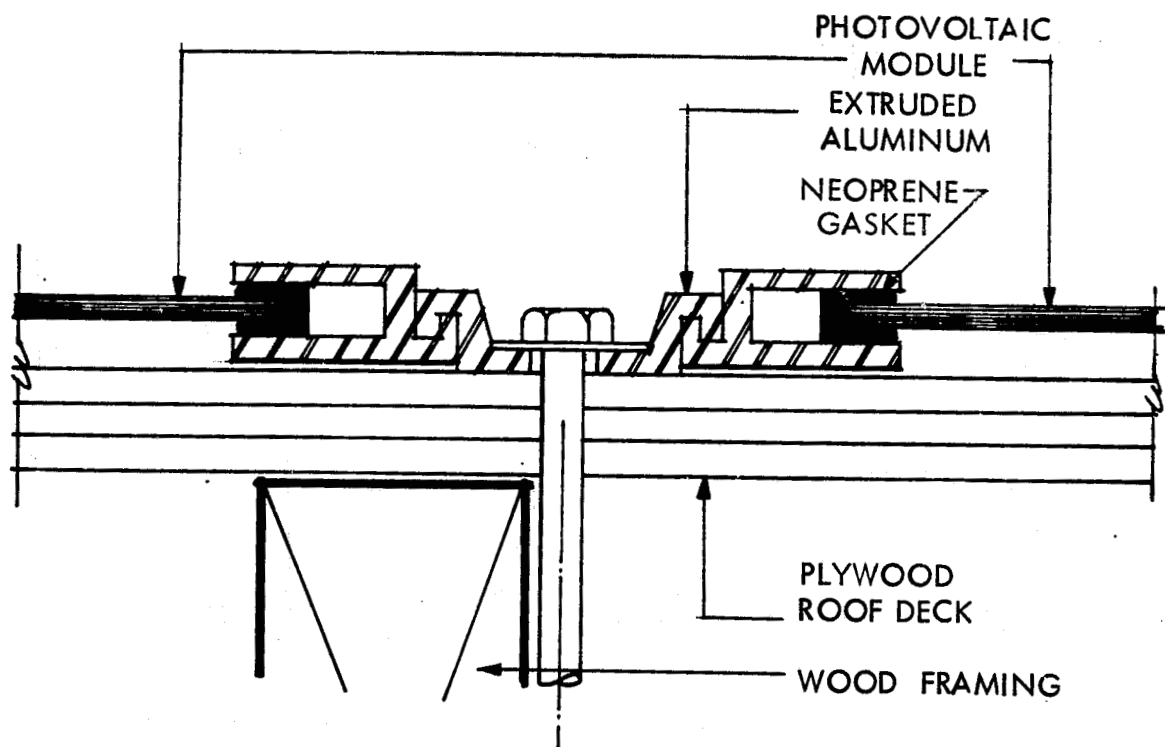 PHOTOVOLTAIC
MODULE
EXTRUDED
ALUMINUM
NEOPRENE
GASKET
PLYWOOD
ROOF DECK
WOOD FRAMING